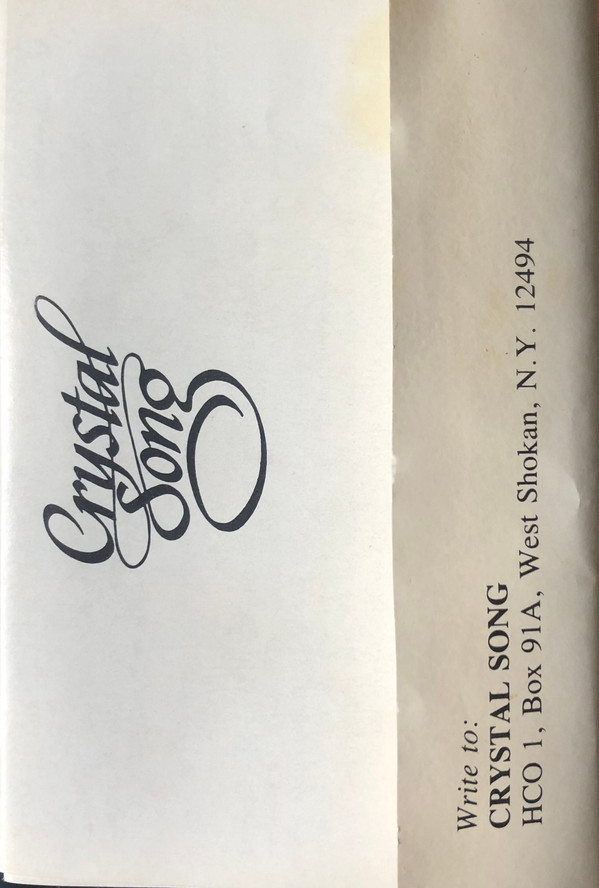 Crystal
Song
Write to:
CRYSTAL SONG
HCO 1, Box 91A, West Shokan, N.Y. 12494